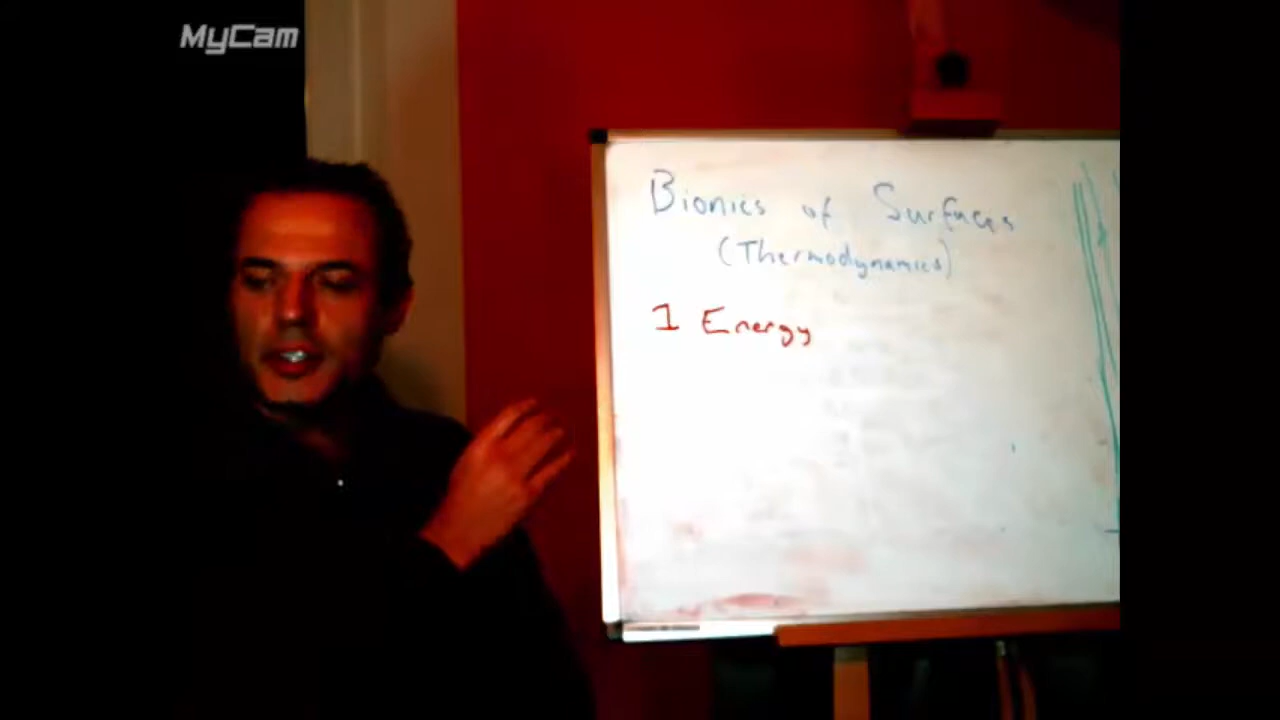 MyCam
Bionics of Surfaces
(Thermodynamics)
1 Energy